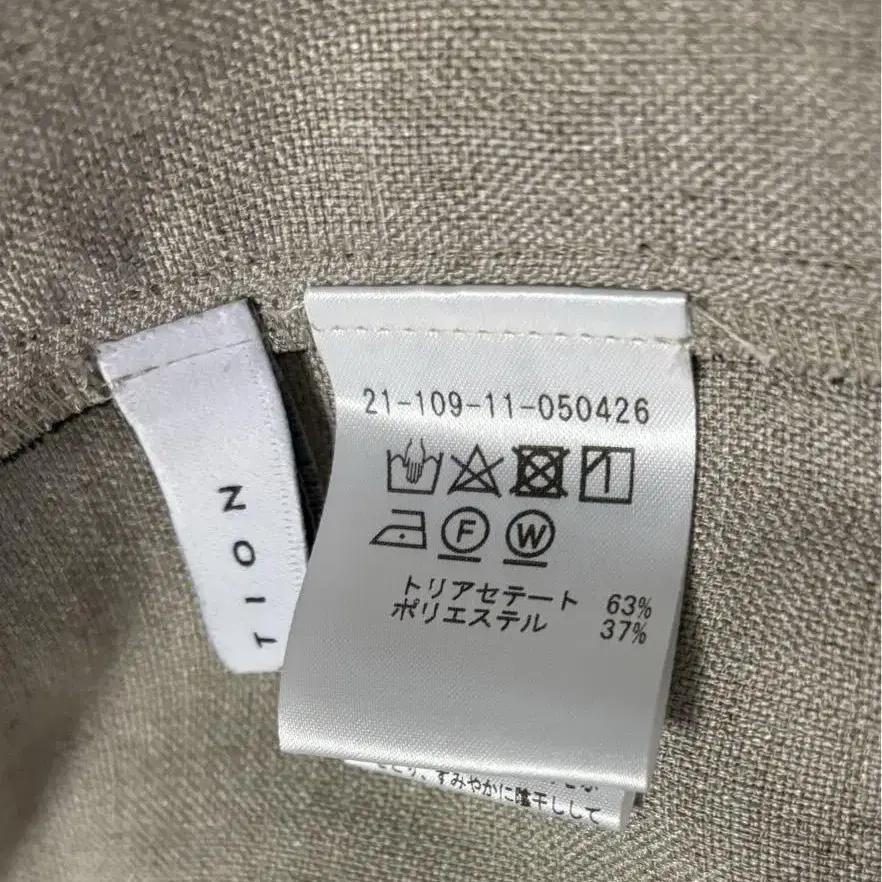 21-109-11-050426
F W
トリアセテート 63%
ポリエステル 37%
TION
すみやかに陰干しして